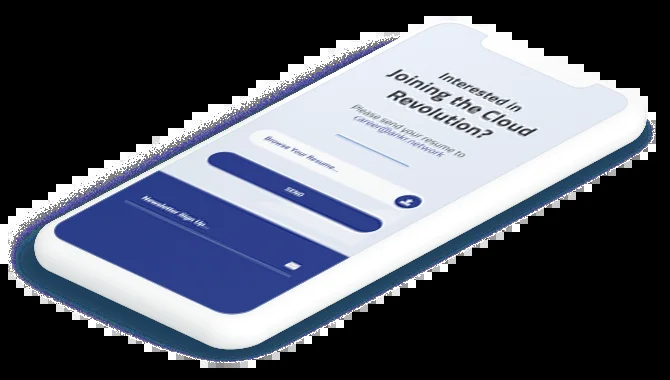 Interested in
Joining the Cloud
Revolution?
Please send your resume to
career@ankr.network
Browse Your Resume...
SEND
Newsletter Sign Up...